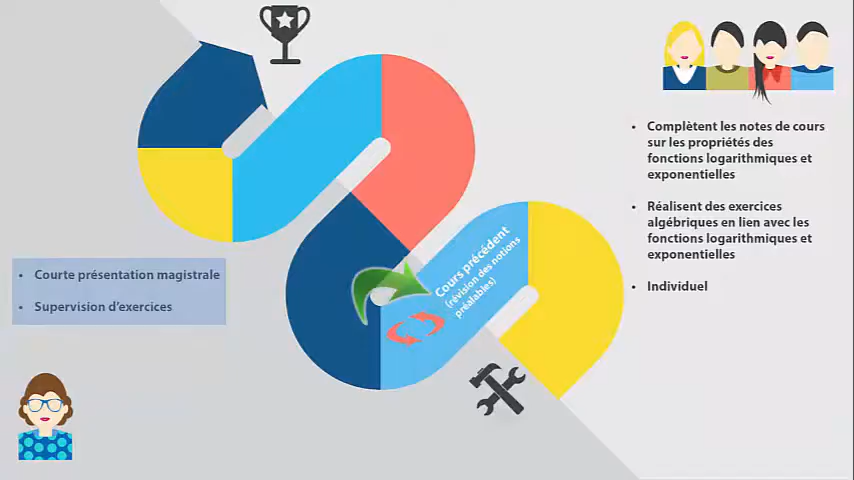 • Complètent les notes de cours
sur les propriétés des
fonctions logarithmiques et
exponentielles
• Réalisent des exercices
algébriques en lien avec les
fonctions logarithmiques et
exponentielles
• Individuel
Cours précédent
(révision des notions
préalables)
• Courte présentation magistrale
• Supervision d’exercices